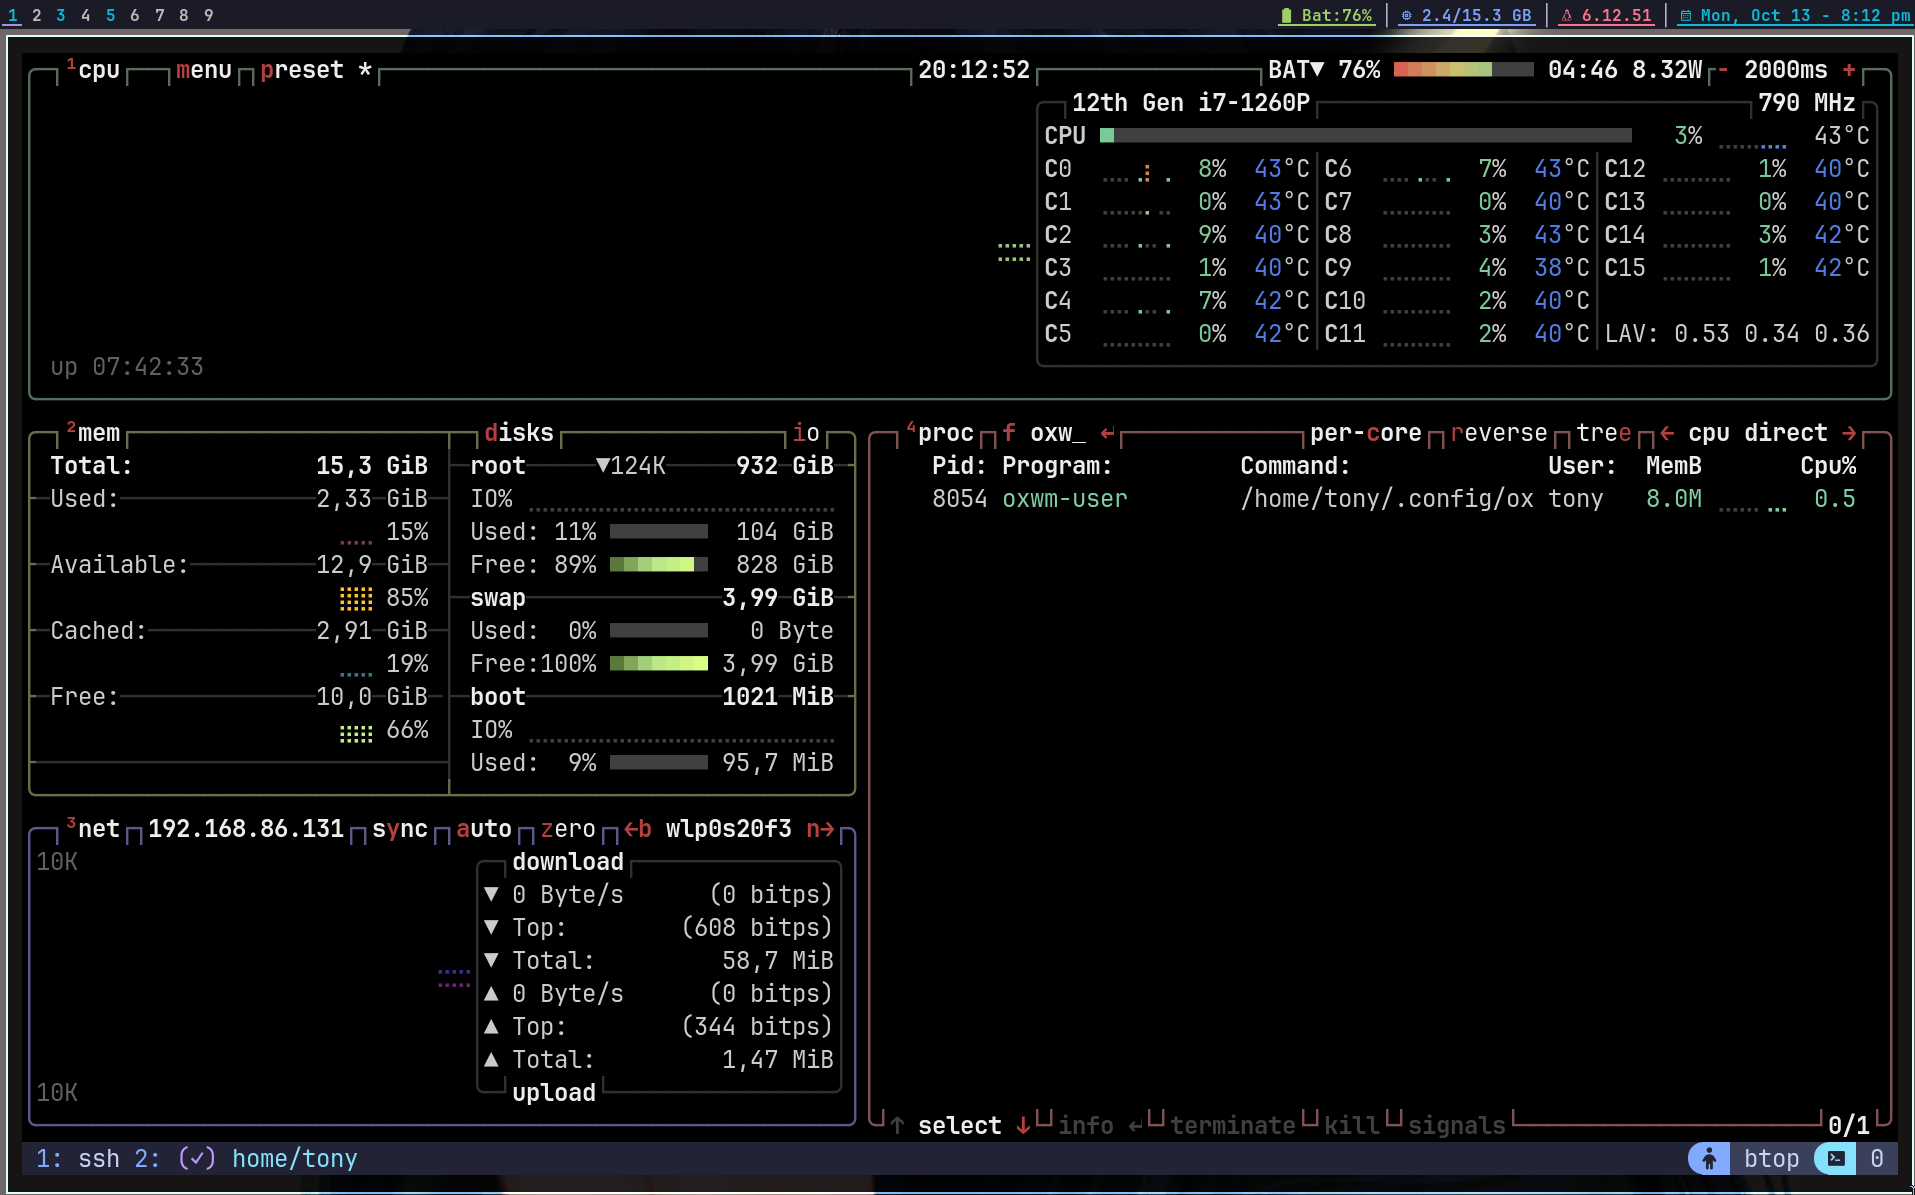 1 2 3 4 5 6 7 8 9 Bat:76% 2.4/15.3 GB 6.12.51 Mon, Oct 13 - 8:12 pm
1cpu menu preset * 20:12:52 BAT▼ 76% 04:46 8.32W - 2000ms +
12th Gen i7-1260P 790 MHz
CPU 3% 43°C
C0 8% 43°C C6 7% 43°C C12 1% 40°C
C1 0% 43°C C7 0% 40°C C13 0% 40°C
C2 9% 40°C C8 3% 43°C C14 3% 42°C
C3 1% 40°C C9 4% 38°C C15 1% 42°C
C4 7% 42°C C10 2% 40°C
C5 0% 42°C C11 2% 40°C LAV: 0.53 0.34 0.36
up 07:42:33
2mem disks io
Total: 15,3 GiB root ▼124K 932 GiB
Used: 2,33 GiB IO%
15% Used: 11% 104 GiB
Available: 12,9 GiB Free: 89% 828 GiB
85% swap 3,99 GiB
Cached: 2,91 GiB Used: 0% 0 Byte
19% Free:100% 3,99 GiB
Free: 10,0 GiB boot 1021 MiB
66% IO%
Used: 9% 95,7 MiB
4proc f oxw_ ↵ per-core reverse tree ← cpu direct →
Pid: Program: Command: User: MemB Cpu%
8054 oxwm-user /home/tony/.config/ox tony 8.0M 0.5
3net 192.168.86.131 sync auto zero ←b wlp0s20f3 n→
10K download
▼ 0 Byte/s (0 bitps)
▼ Top: (608 bitps)
▼ Total: 58,7 MiB
▲ 0 Byte/s (0 bitps)
▲ Top: (344 bitps)
▲ Total: 1,47 MiB
10K upload
↑ select ↓ info ↵ terminate kill signals 0/1
1: ssh 2: (✓) home/tony btop 0